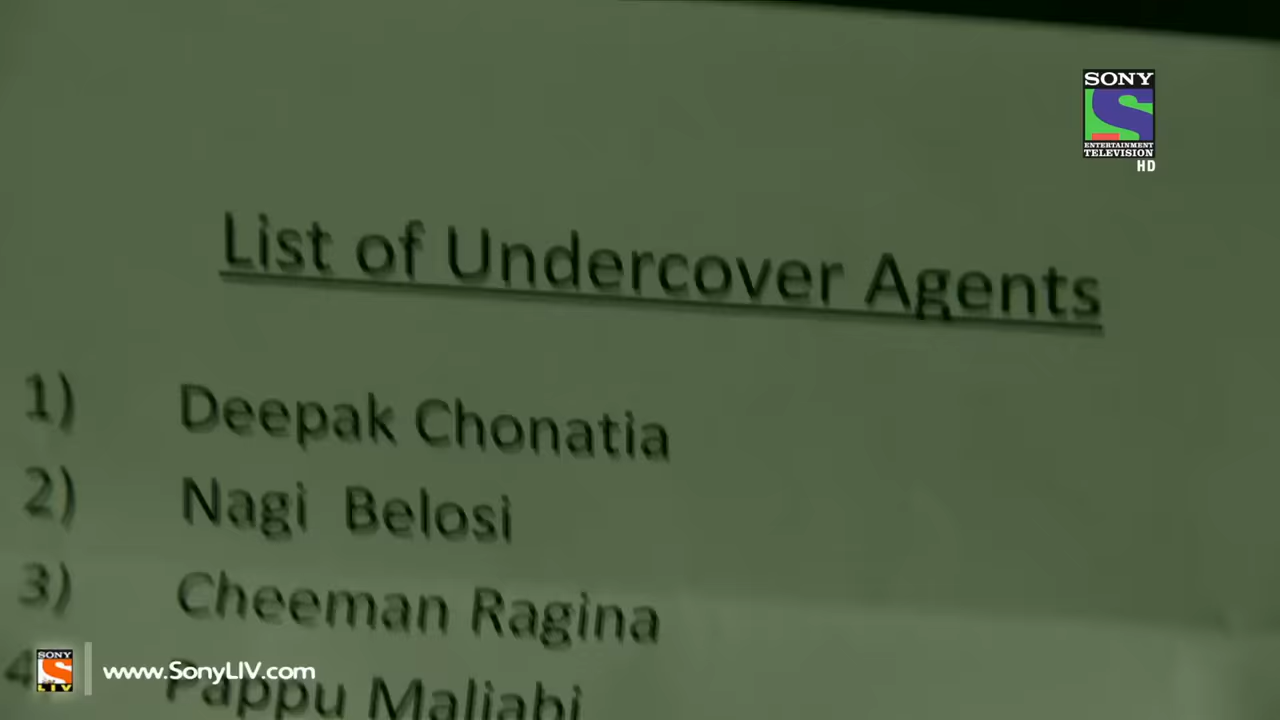 SONY
ENTERTAINMENT
TELEVISION
HD
List of Undercover Agents
1) Deepak Chonatia
2) Nagi Belosi
3) Cheeman Ragina
4 Pappu Maliabi
SONY
LIV
www.SonyLIV.com